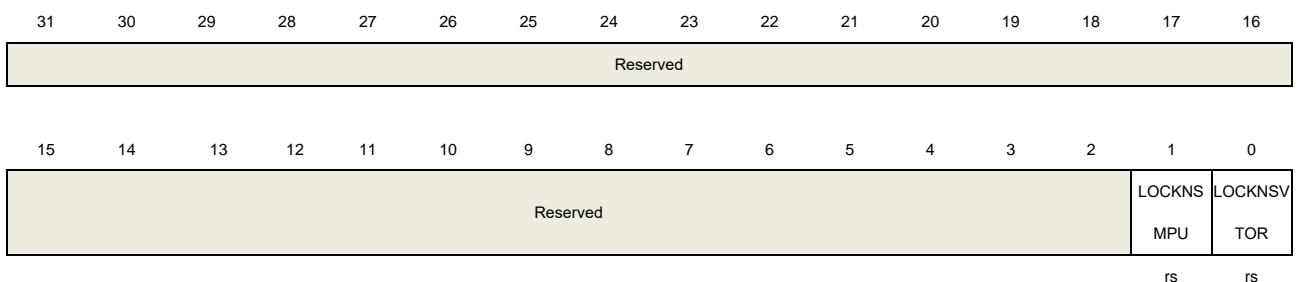 31 30 29 28 27 26 25 24 23 22 21 20 19 18 17 16
Reserved
15 14 13 12 11 10 9 8 7 6 5 4 3 2 1 0
Reserved
LOCKNS LOCKNSV
MPU TOR
rs rs